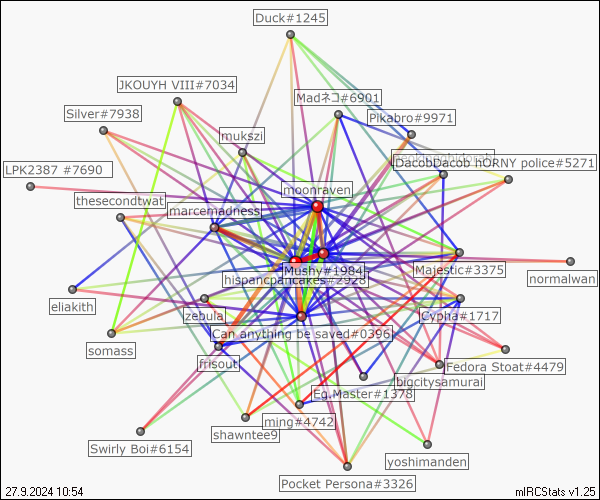 Duck#1245
JKOUYH VIII#7034
Madネコ#6901
Silver#7938
Pikabro#9971
mukszi
DacobDacob
hORNY police#5271
LPK2387 #7690
moonraven
thesecondtwat
marcemadness
Mushy#1984
Majestic#3375
hispancpancakes#2928
normalwan
eliakith
zebula
Cypha#1717
Can anything be saved#0396
somass
frisout
Fedora Stoat#4479
bigcitysamurai
Eg.Master#1378
ming#4742
shawntee9
Swirly Boi#6154
yoshimanden
Pocket Persona#3326
27.9.2024 10:54
mIRCStats v1.25